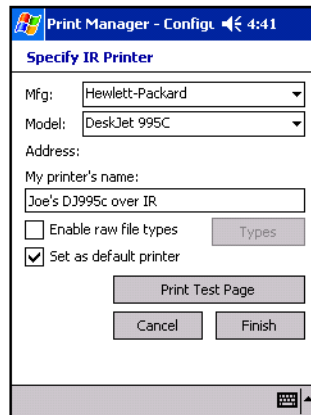 Print Manager - Configu 4:41
Specify IR Printer
Mfg: Hewlett-Packard
Model: DeskJet 995C
Address:
My printer's name:
Joe's DJ995c over IR
Enable raw file types Types
Set as default printer
Print Test Page
Cancel Finish